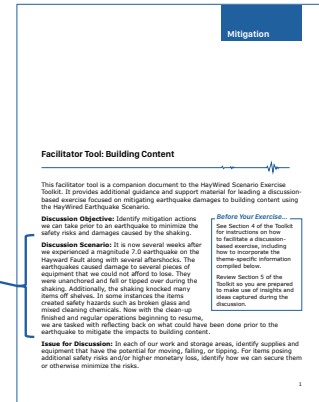 Mitigation
Facilitator Tool: Building Content
This facilitator tool is a companion document to the HayWired Scenario Exercise
Toolkit. It provides additional guidance and support material for leading a discussion-
based exercise focused on mitigating earthquake damages to building content using
the HayWired Earthquake Scenario.
Discussion Objective: Identify mitigation actions
we can take prior to an earthquake to minimize the
safety risks and damages caused by the shaking.
Discussion Scenario: It is now several weeks after
we experienced a magnitude 7.0 earthquake on the
Hayward Fault along with several aftershocks. The
earthquakes caused damage to several pieces of
equipment that we could not afford to lose. They
were unanchored and fell or tipped over during the
shaking. Additionally, the shaking knocked many
items off shelves. In some instances the items
created safety hazards such as broken glass and
mixed cleaning chemicals. Now with the clean-up
finished and regular operations beginning to resume,
we are tasked with reflecting back on what could have been done prior to the
earthquake to mitigate the impacts to building content.
Before Your Exercise...
See Section 4 of the Toolkit
for instructions on how
to facilitate a discussion-
based exercise, including
how to incorporate the
theme-specific information
compiled below.
Review Section 5 of the
Toolkit so you are prepared
to make use of insights and
ideas captured during the
discussion.
Issue for Discussion: In each of our work and storage areas, identify supplies and
equipment that have the potential for moving, falling, or tipping. For items posing
additional safety risks and/or higher monetary loss, identify how we can secure them
or otherwise minimize the risks.
1